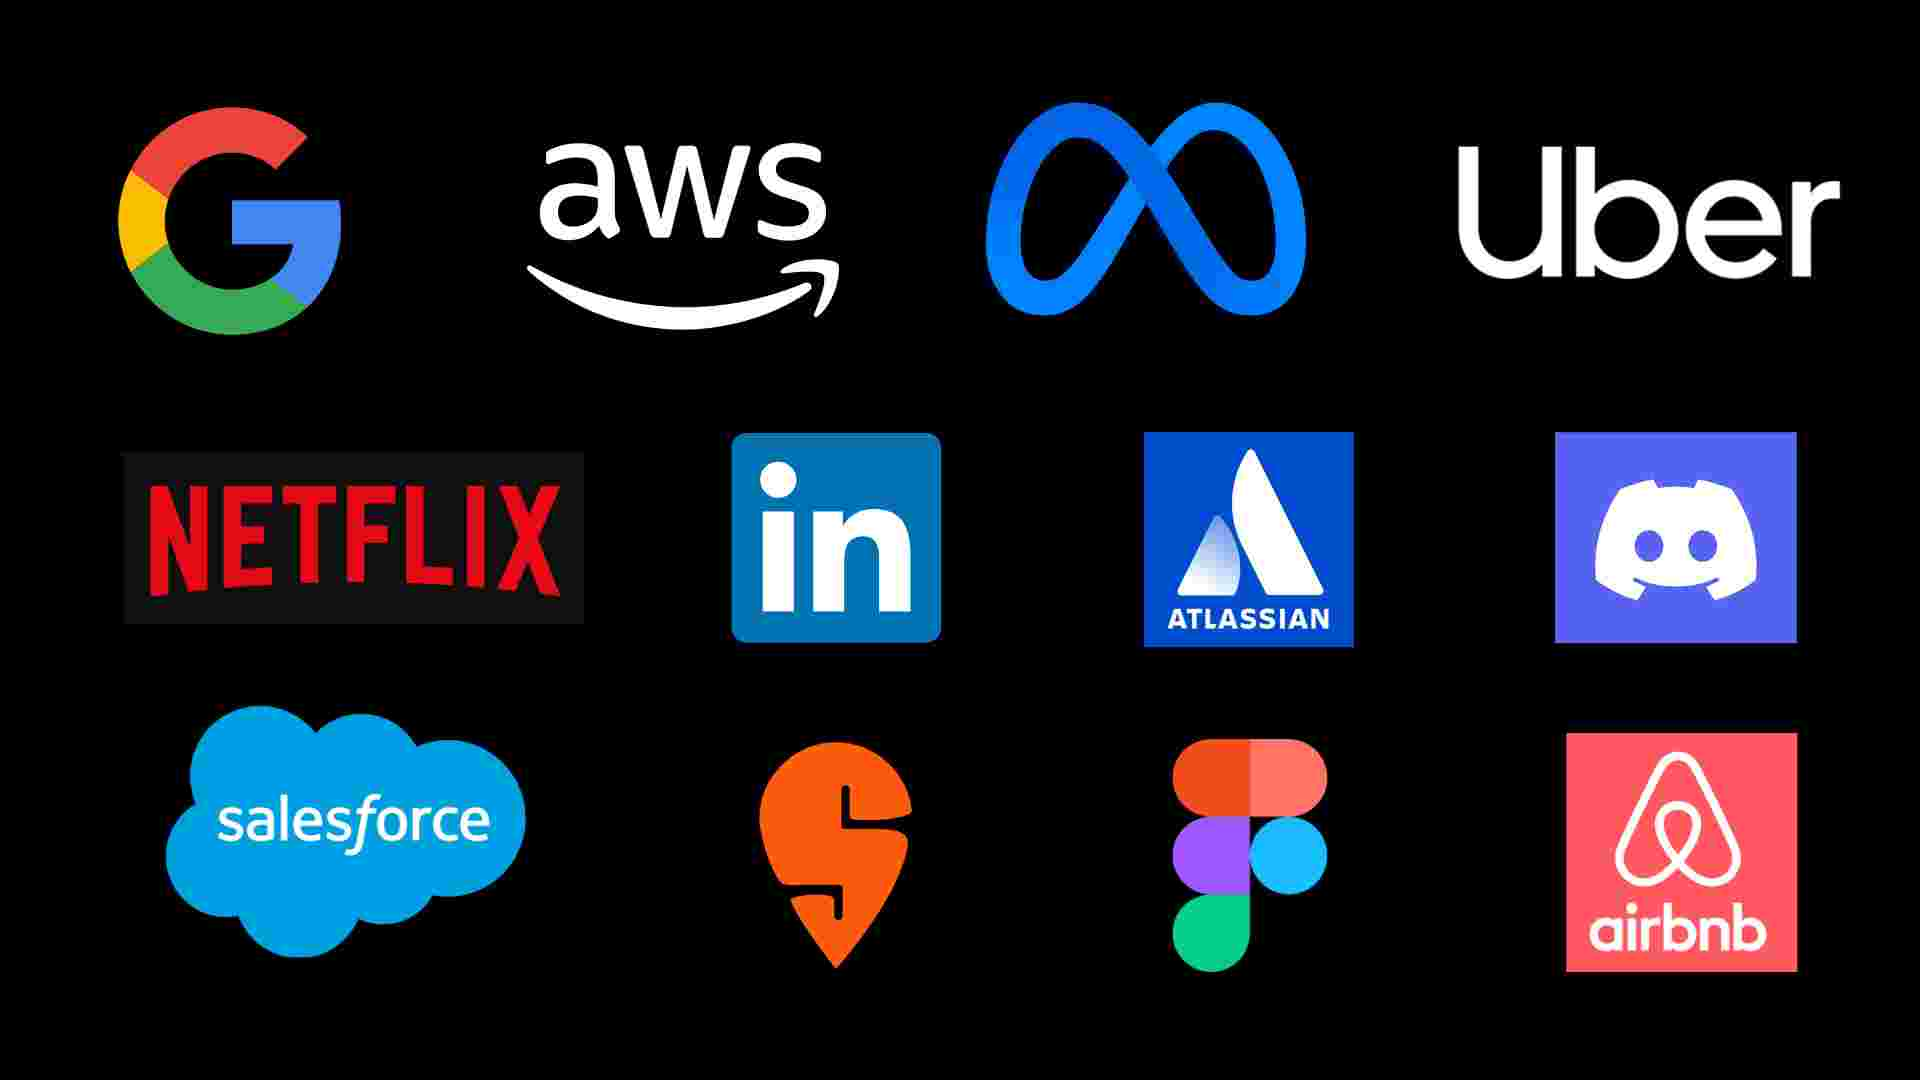 G
aws
Uber
NETFLIX
in
ATLASSIAN
salesforce
airbnb